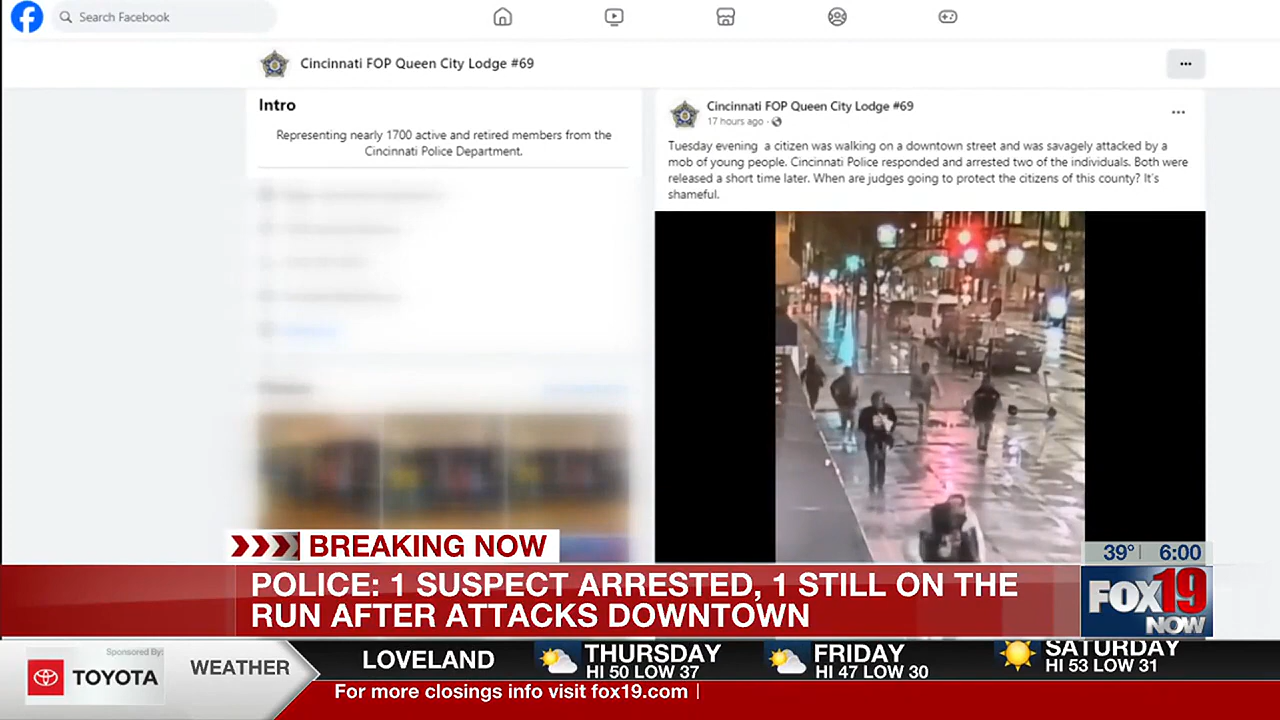 Search Facebook
Cincinnati FOP Queen City Lodge #69
Intro
Representing nearly 1700 active and retired members from the
Cincinnati Police Department.
Cincinnati FOP Queen City Lodge #69
17 hours ago
Tuesday evening a citizen was walking on a downtown street and was savagely attacked by a
mob of young people. Cincinnati Police responded and arrested two of the individuals. Both were
released a short time later. When are judges going to protect the citizens of this county? It's
shameful.
BREAKING NOW
POLICE: 1 SUSPECT ARRESTED, 1 STILL ON THE
RUN AFTER ATTACKS DOWNTOWN
39° 6:00
FOX19
NOW
Sponsored By:
TOYOTA
WEATHER
LOVELAND
THURSDAY
HI 50 LOW 37
FRIDAY
HI 47 LOW 30
SATURDAY
HI 53 LOW 31
For more closings info visit fox19.com |